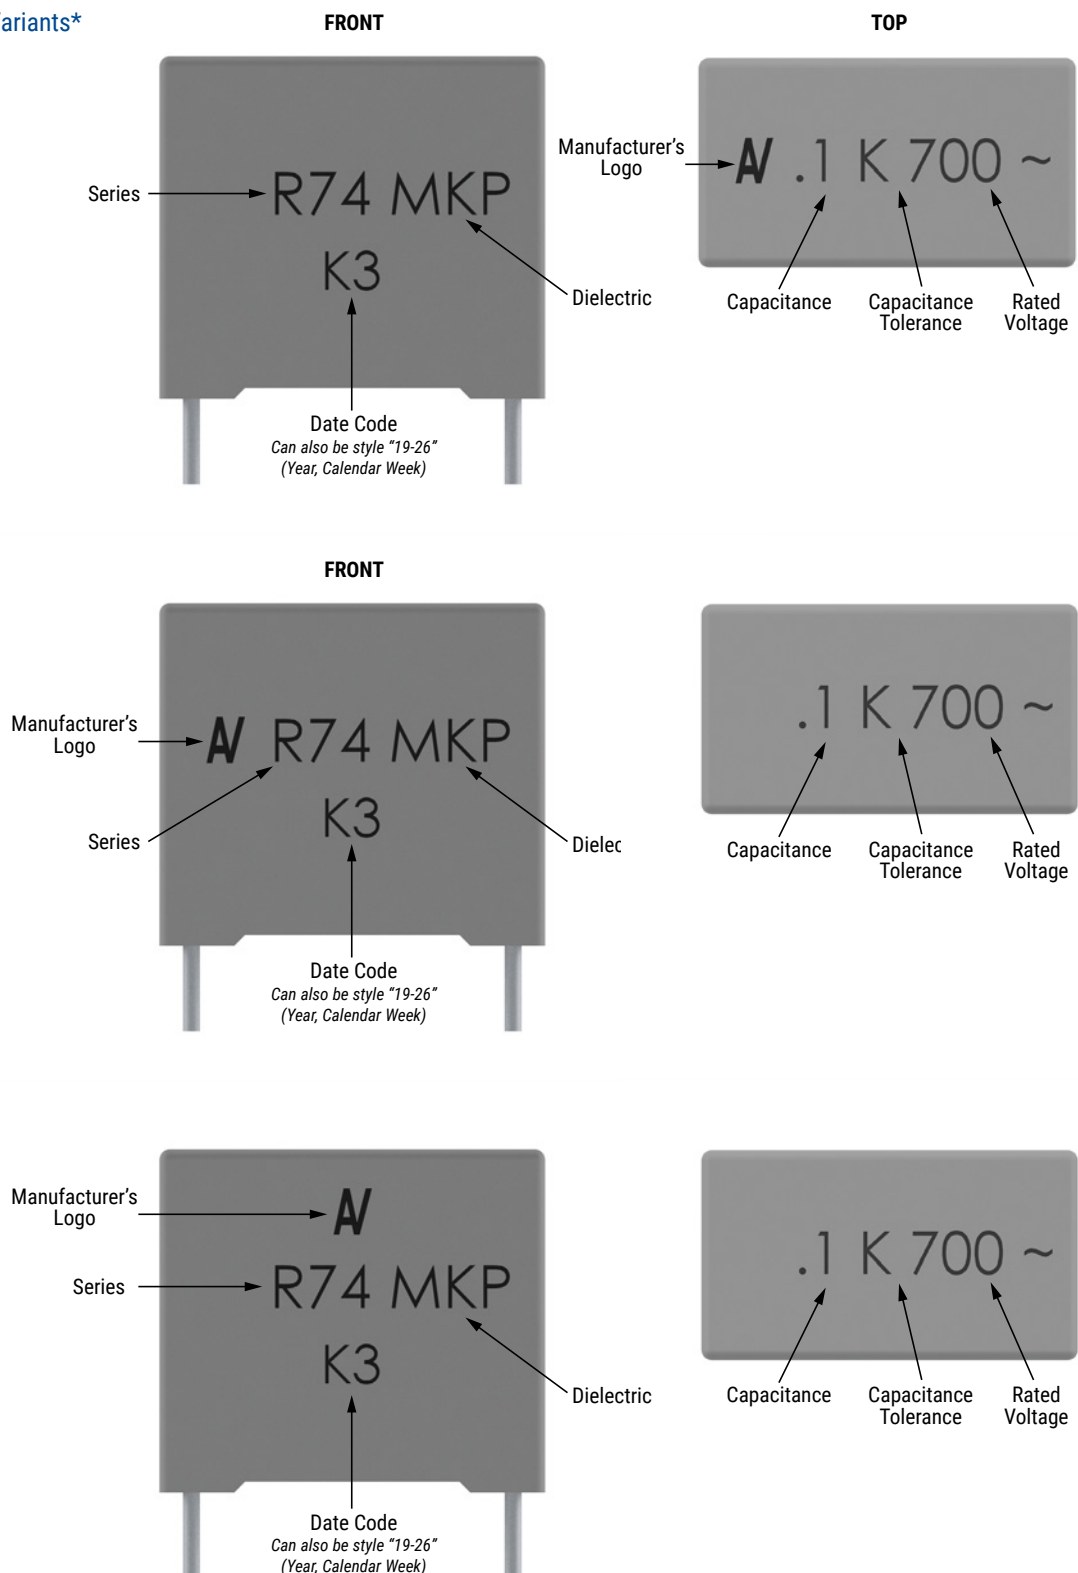 ariants*
FRONT
TOP
Series
R74 MKP
K3
Dielectric
Date Code
Can also be style “19-26”
(Year, Calendar Week)
Manufacturer's
Logo
.1 K 700 ~
Capacitance
Capacitance
Tolerance
Rated
Voltage
FRONT
Manufacturer's
Logo
R74 MKP
Series
K3
Dielec
Date Code
Can also be style “19-26”
(Year, Calendar Week)
.1 K 700 ~
Capacitance
Capacitance
Tolerance
Rated
Voltage
Manufacturer's
Logo
Series
R74 MKP
K3
Dielectric
Date Code
Can also be style “19-26”
(Year, Calendar Week)
.1 K 700 ~
Capacitance
Capacitance
Tolerance
Rated
Voltage